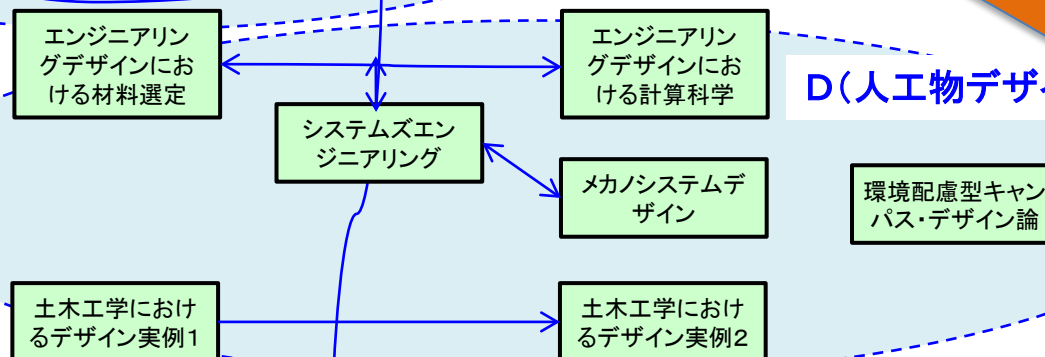 エンジニアリン
グデザインにお
ける材料選定
エンジニアリン
グデザインにお
ける計算科学
D(人工物デザ
システムズエン
ジニアリング
メカノシステムデ
ザイン
環境配慮型キャン
パス・デザイン論
土木工学におけ
るデザイン実例1
土木工学におけ
るデザイン実例2